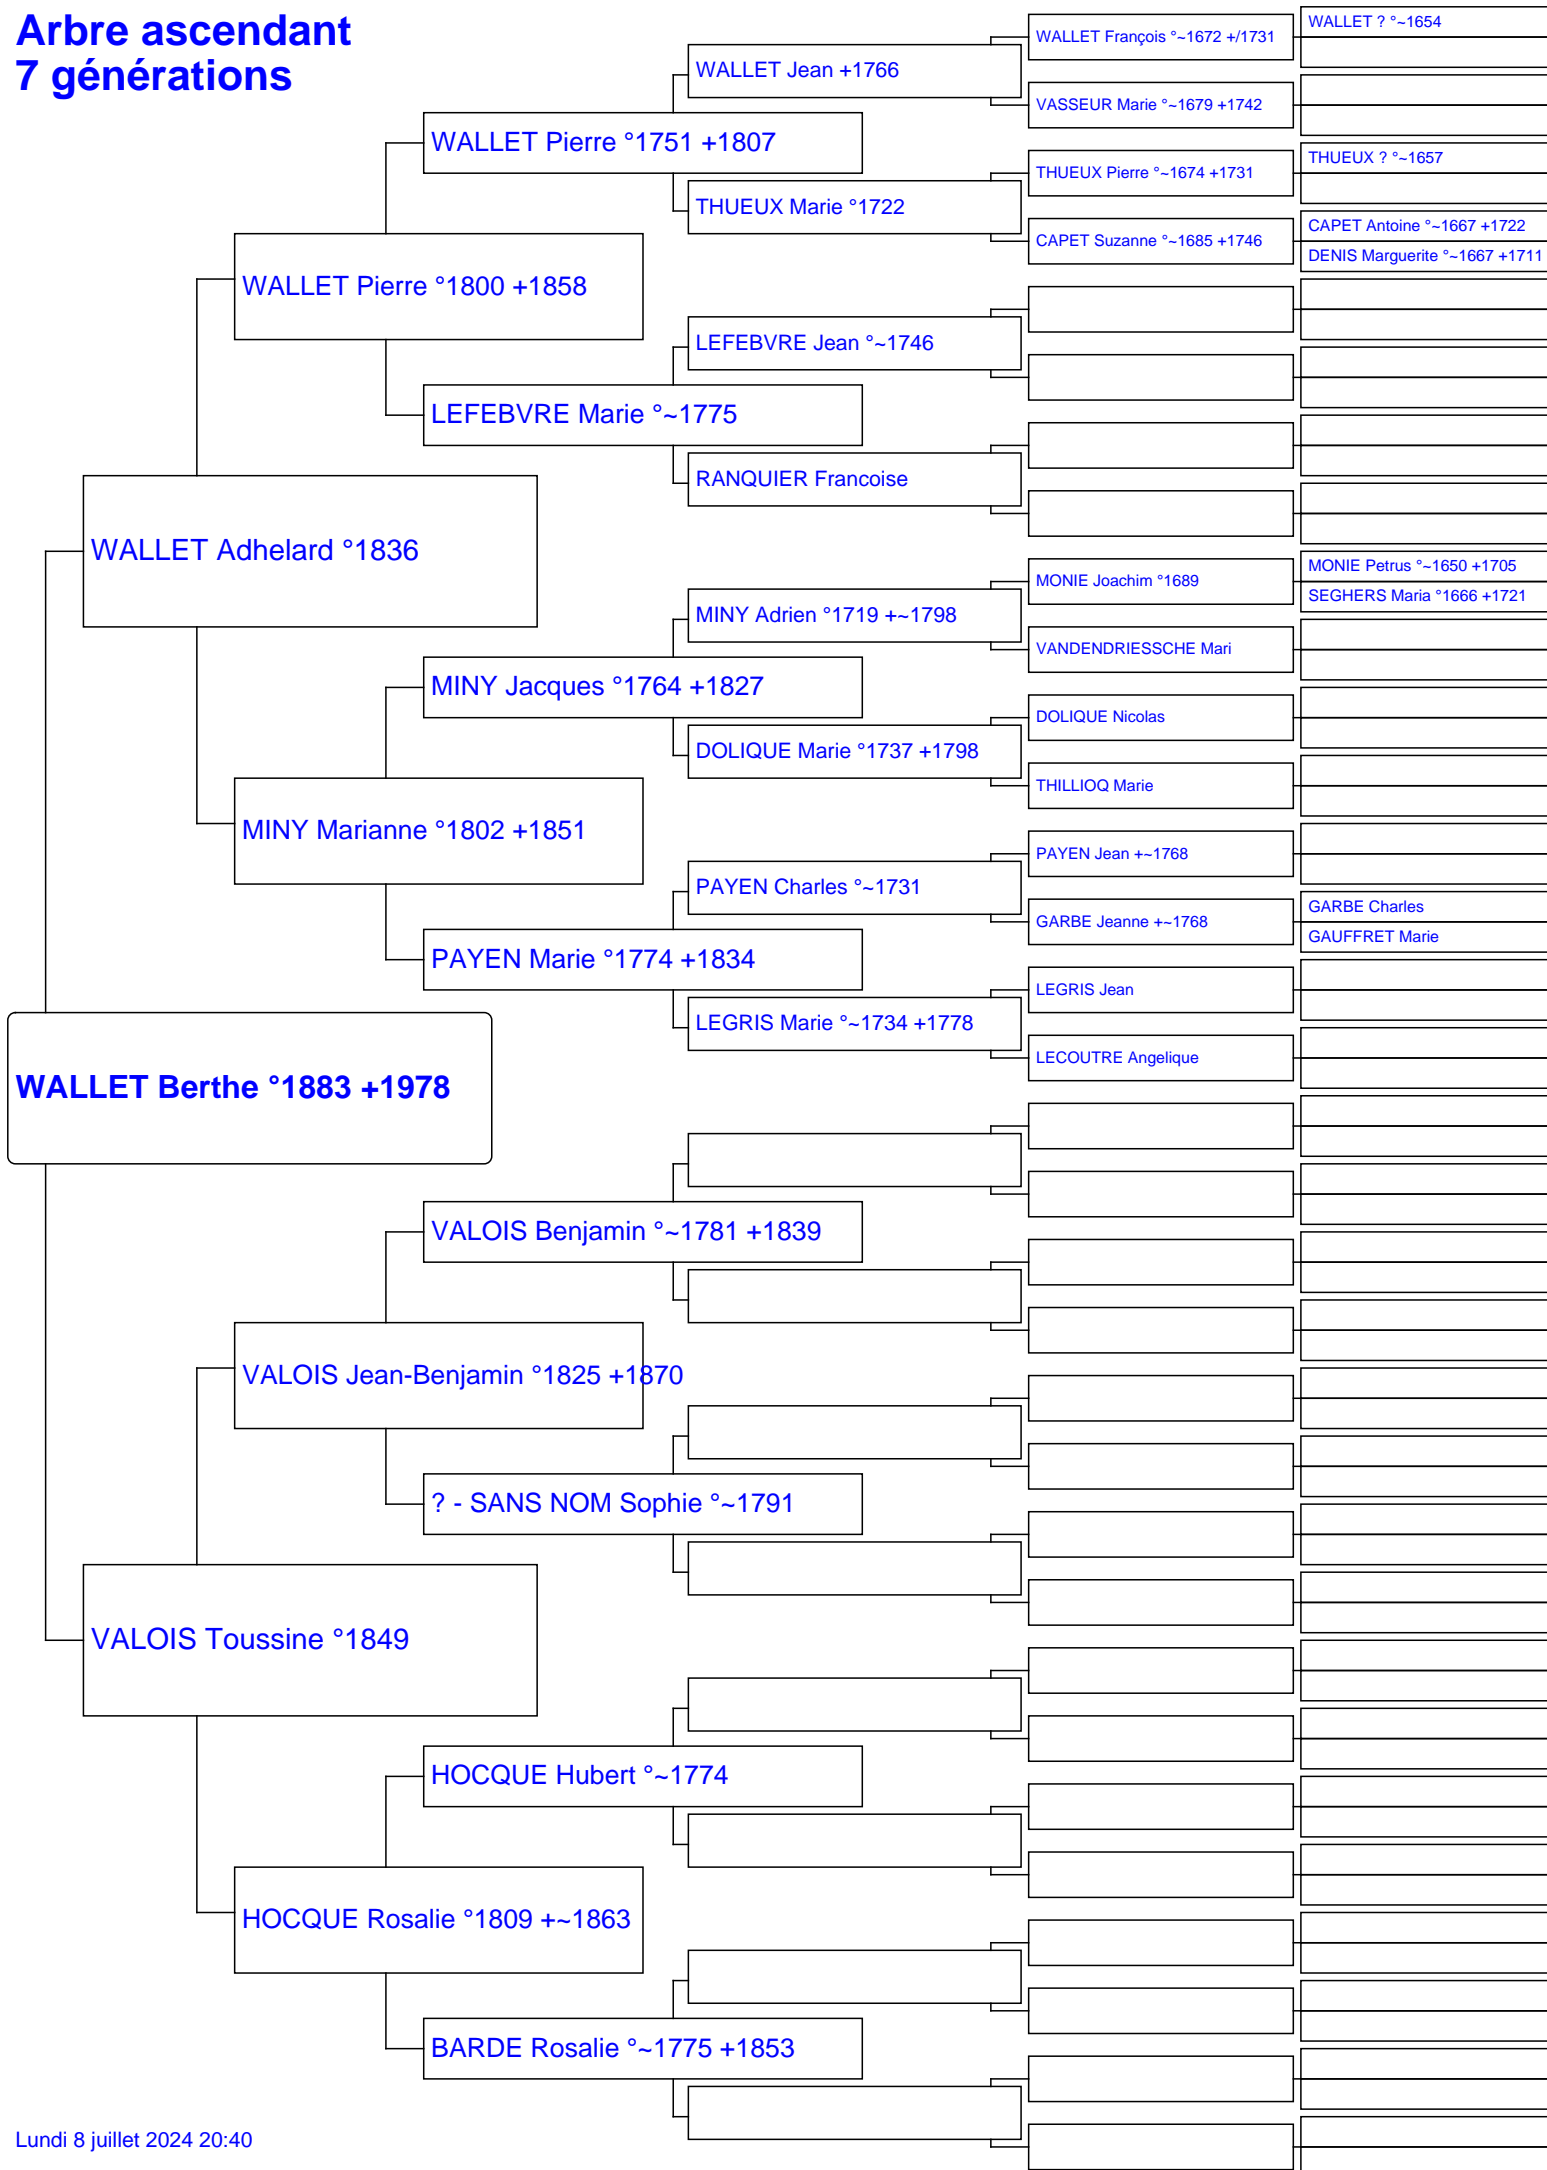 Arbre ascendant
7 générations
WALLET Berthe °1883 +1978
WALLET Adhelard °1836
VALOIS Toussine °1849
WALLET Pierre °1800 +1858
MINY Marianne °1802 +1851
VALOIS Jean-Benjamin °1825 +1870
HOCQUE Rosalie °1809 +~1863
WALLET Pierre °1751 +1807
LEFEBVRE Marie °~1775
MINY Jacques °1764 +1827
PAYEN Marie °1774 +1834
VALOIS Benjamin °~1781 +1839
? - SANS NOM Sophie °~1791
HOCQUE Hubert °~1774
BARDE Rosalie °~1775 +1853
WALLET Jean +1766
THUEUX Marie °1722
LEFEBVRE Jean °~1746
RANQUIER Francoise
MINY Adrien °1719 +~1798
DOLIQUE Marie °1737 +1798
PAYEN Charles °~1731
LEGRIS Marie °~1734 +1778
WALLET François °~1672 +/1731
VASSEUR Marie °~1679 +1742
THUEUX Pierre °~1674 +1731
CAPET Suzanne °~1685 +1746
MONIE Joachim °1689
VANDENDRIESSCHE Mari
DOLIQUE Nicolas
THILLIOQ Marie
PAYEN Jean +~1768
GARBE Jeanne +~1768
LEGRIS Jean
LECOUTRE Angelique
WALLET ? °~1654
THUEUX ? °~1657
CAPET Antoine °~1667 +1722
DENIS Marguerite °~1667 +1711
MONIE Petrus °~1650 +1705
SEGHERS Maria °1666 +1721
GARBE Charles
GAUFFRET Marie
Lundi 8 juillet 2024 20:40